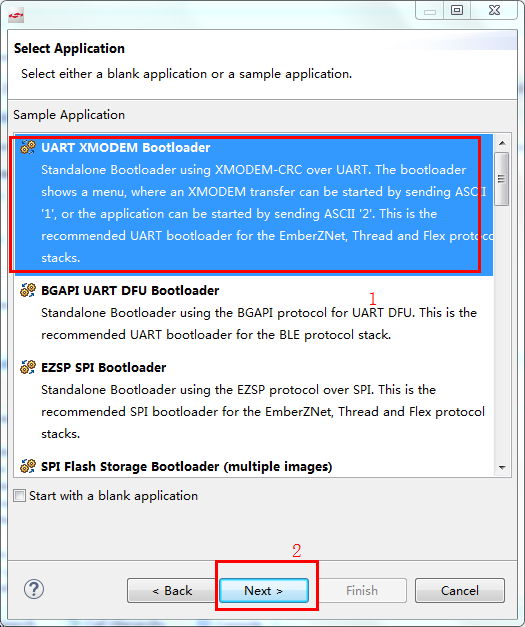 Select Application
Select either a blank application or a sample application.
Sample Application
UART XMODEM Bootloader
Standalone Bootloader using XMODEM-CRC over UART. The bootloader
shows a menu, where an XMODEM transfer can be started by sending ASCII
'1', or the application can be started by sending ASCII '2'. This is the
recommended UART bootloader for the EmberZNet, Thread and Flex protoc
stacks.
BGAPI UART DFU Bootloader
1
Standalone Bootloader using the BGAPI protocol for UART DFU. This is the
recommended UART bootloader for the BLE protocol stack.
EZSP SPI Bootloader
Standalone Bootloader using the EZSP protocol over SPI. This is the
recommended SPI bootloader for the EmberZNet, Thread and Flex protocol
stacks.
SPI Flash Storage Bootloader (multiple images)
Start with a blank application
2
?
< Back Next > Finish Cancel